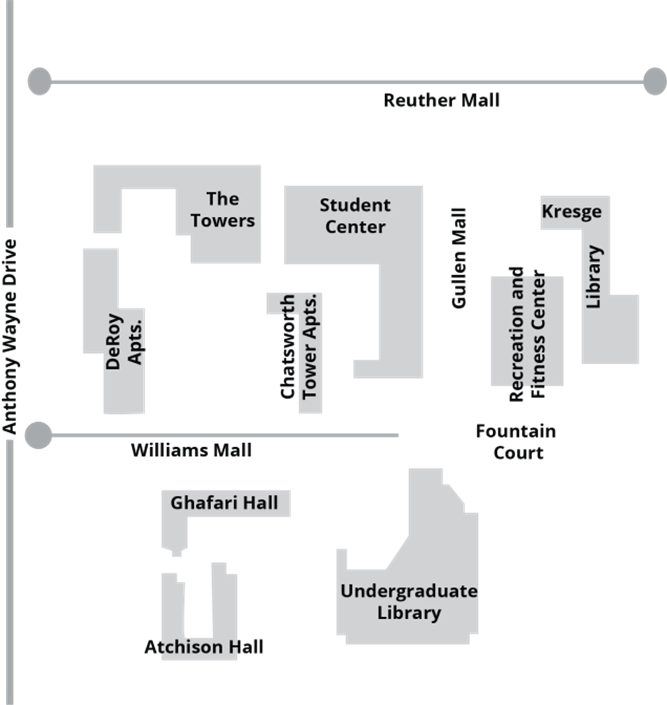 Reuther Mall
The
Towers
Student
Center
Kresge
Library
Gullen Mall
Anthony Wayne Drive
DeRoy
Apts.
Chatsworth
Tower Apts.
Recreation and
Fitness Center
Williams Mall
Fountain
Court
Ghafari Hall
Undergraduate
Library
Atchison Hall